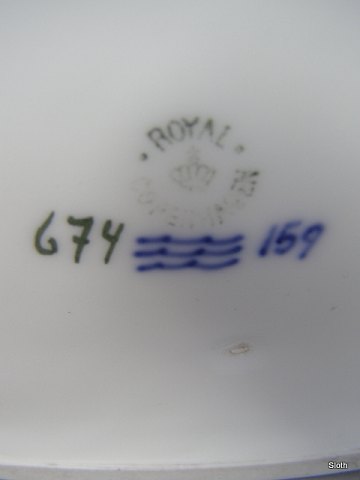 ROYAL
COPENHAGEN
674 159
Sloth